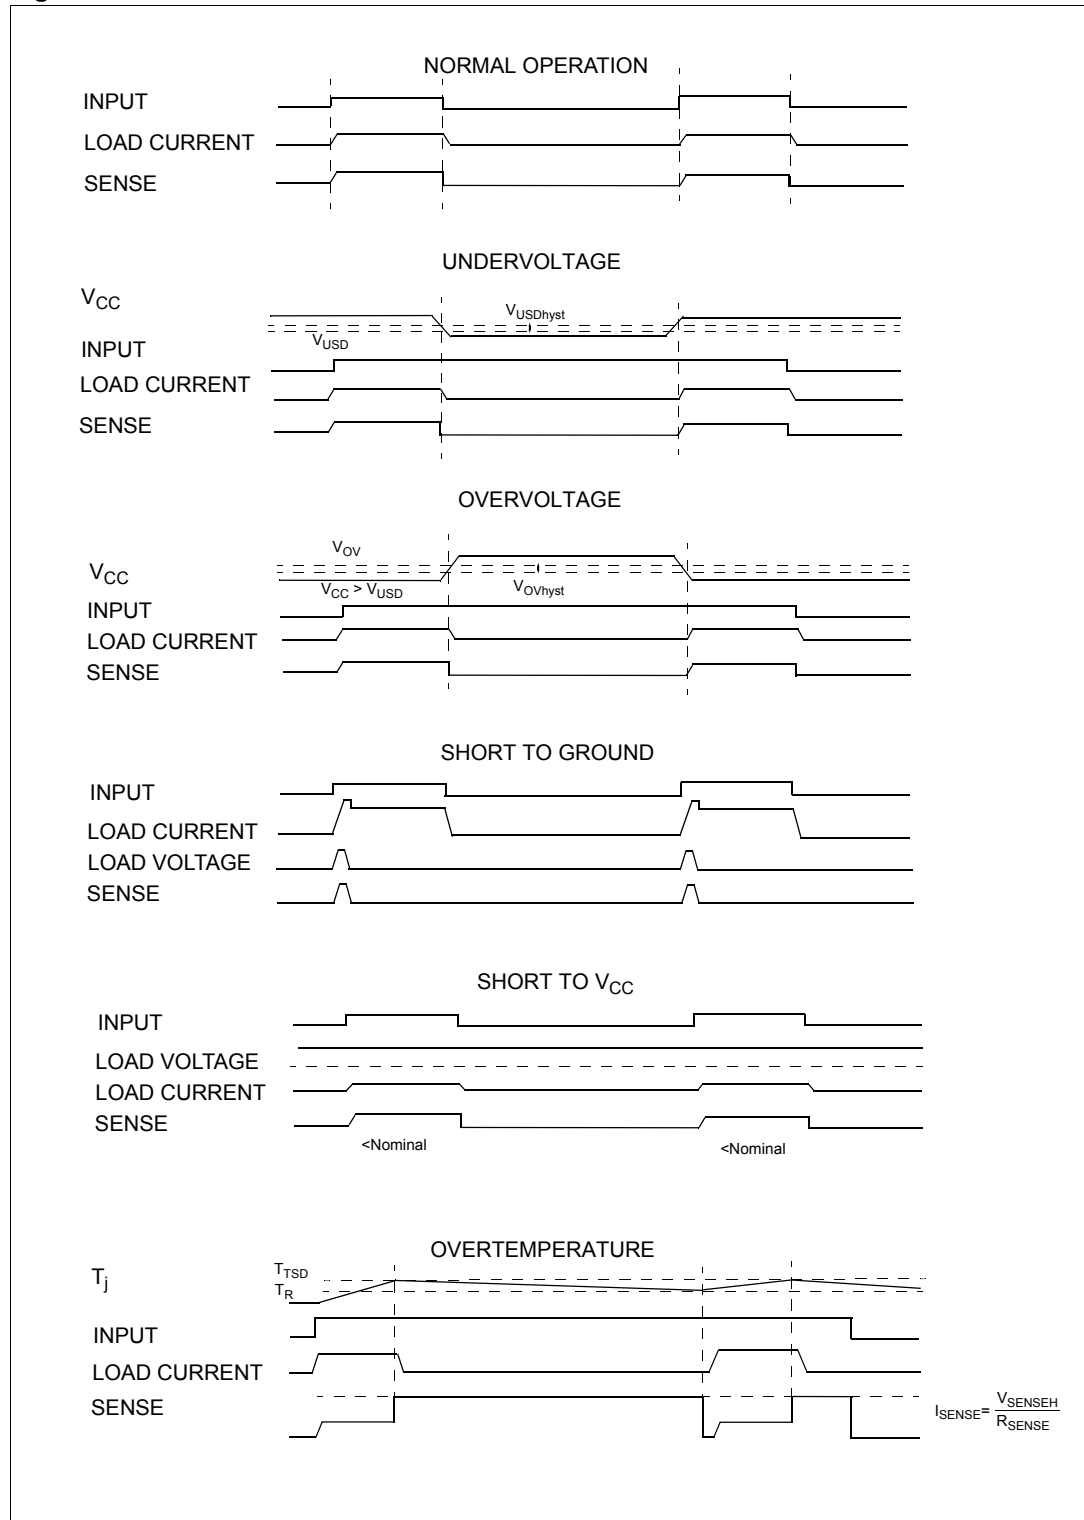 NORMAL OPERATION
INPUT
LOAD CURRENT
SENSE
UNDERVOLTAGE
VCC
VUSDhyst
VUSD
INPUT
LOAD CURRENT
SENSE
OVERVOLTAGE
VOV
VCC
VCC > VUSD
VOVhyst
INPUT
LOAD CURRENT
SENSE
SHORT TO GROUND
INPUT
LOAD CURRENT
LOAD VOLTAGE
SENSE
SHORT TO VCC
INPUT
LOAD VOLTAGE
LOAD CURRENT
SENSE
<Nominal
<Nominal
OVERTEMPERATURE
Tj
TTSD
TR
INPUT
LOAD CURRENT
SENSE
ISENSE= VSENSEH
RSENSE